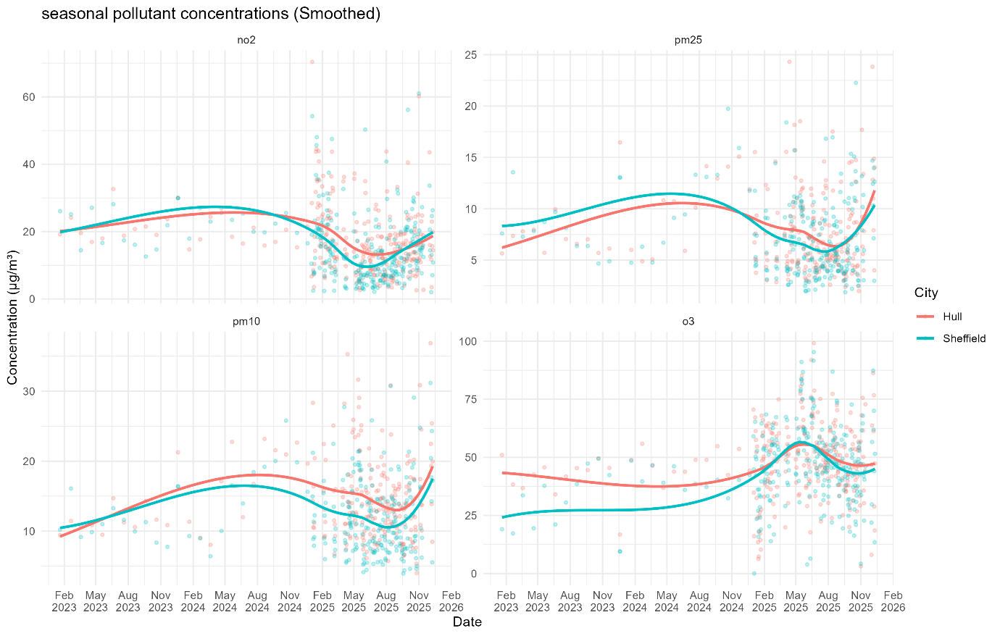 seasonal pollutant concentrations (Smoothed)
no2
pm25
60
40
20
0
25
20
15
10
5
pm10
o3
30
20
10
100
75
50
25
0
Feb 2023 May 2023 Aug 2023 Nov 2023 Feb 2024 May 2024 Aug 2024 Nov 2024 Feb 2025 May 2025 Aug 2025 Nov 2025 Feb 2026
Feb 2023 May 2023 Aug 2023 Nov 2023 Feb 2024 May 2024 Aug 2024 Nov 2024 Feb 2025 May 2025 Aug 2025 Nov 2025 Feb 2026
Date
Concentration (µg/m³)
City
Hull
Sheffield